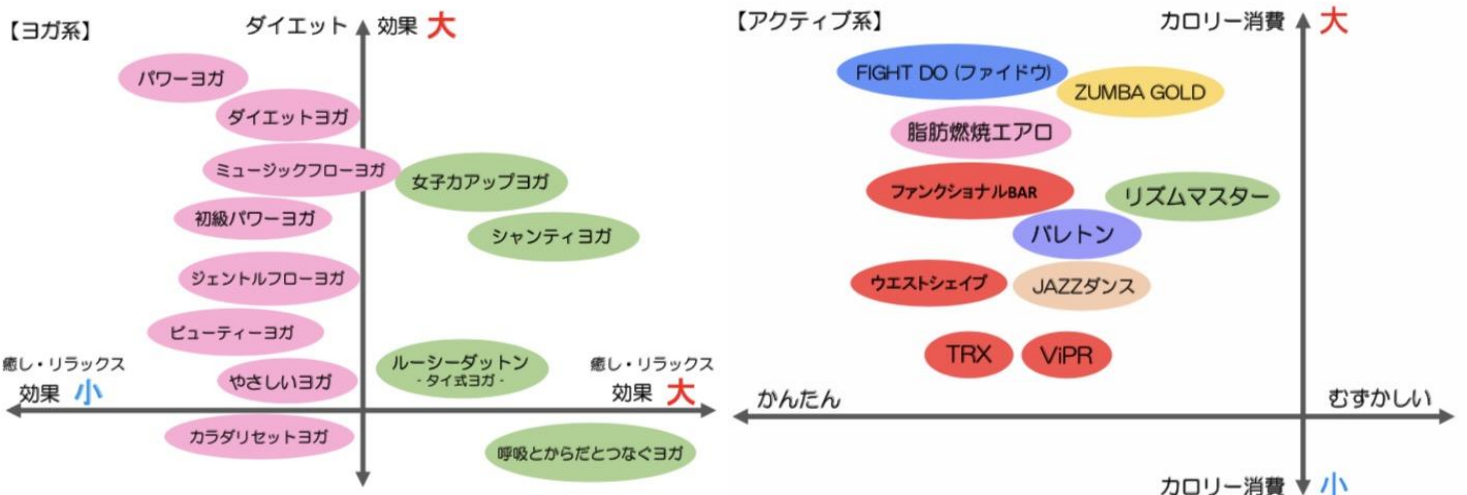 【ヨガ系】
ダイエット 効果 大
パワーヨガ
ダイエットヨガ
ミュージックフローヨガ
女子力アップヨガ
初級パワーヨガ
シャンティヨガ
ジェントルフローヨガ
ビューティーヨガ
ルーシーダットン
- タイ式ヨガ -
やさしいヨガ
癒し・リラックス
効果 小
癒し・リラックス
効果 大
カラダリセットヨガ
呼吸とからだとつなぐヨガ
【アクティブ系】
カロリー消費 大
FIGHT DO (ファイドウ)
ZUMBA GOLD
脂肪燃焼エアロ
ファンクショナルBAR
リズムマスター
バレトン
ウエストシェイプ
JAZZダンス
TRX
ViPR
かんたん
むずかしい
カロリー消費 小